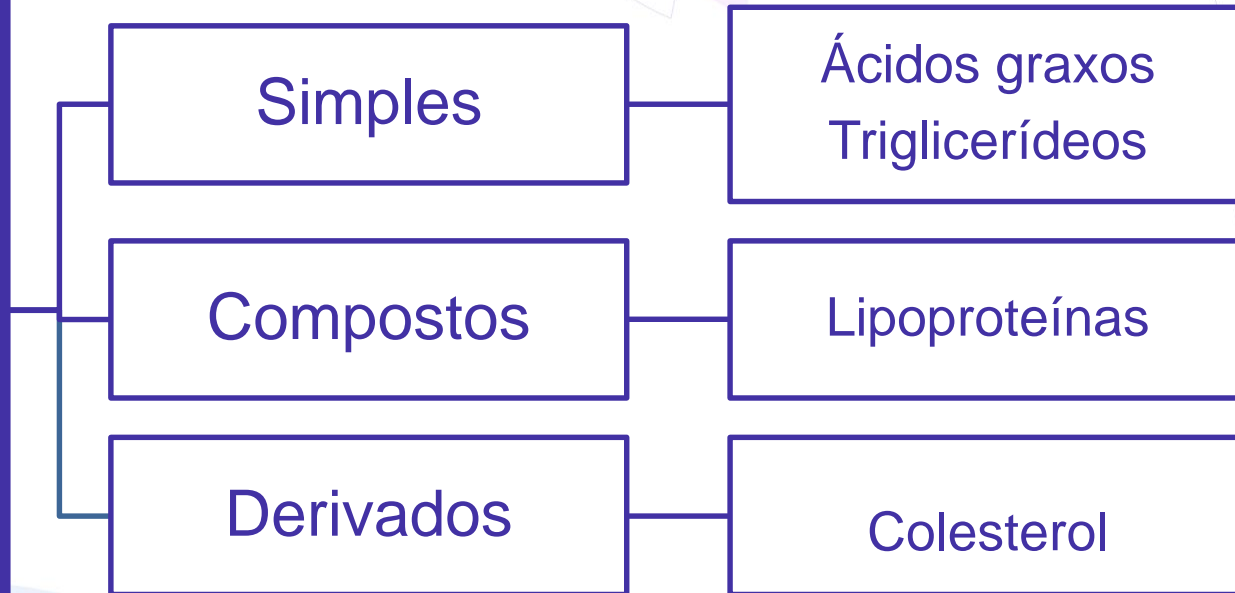 Simples
Ácidos graxos
Triglicerídeos
Compostos
Lipoproteínas
Derivados
Colesterol